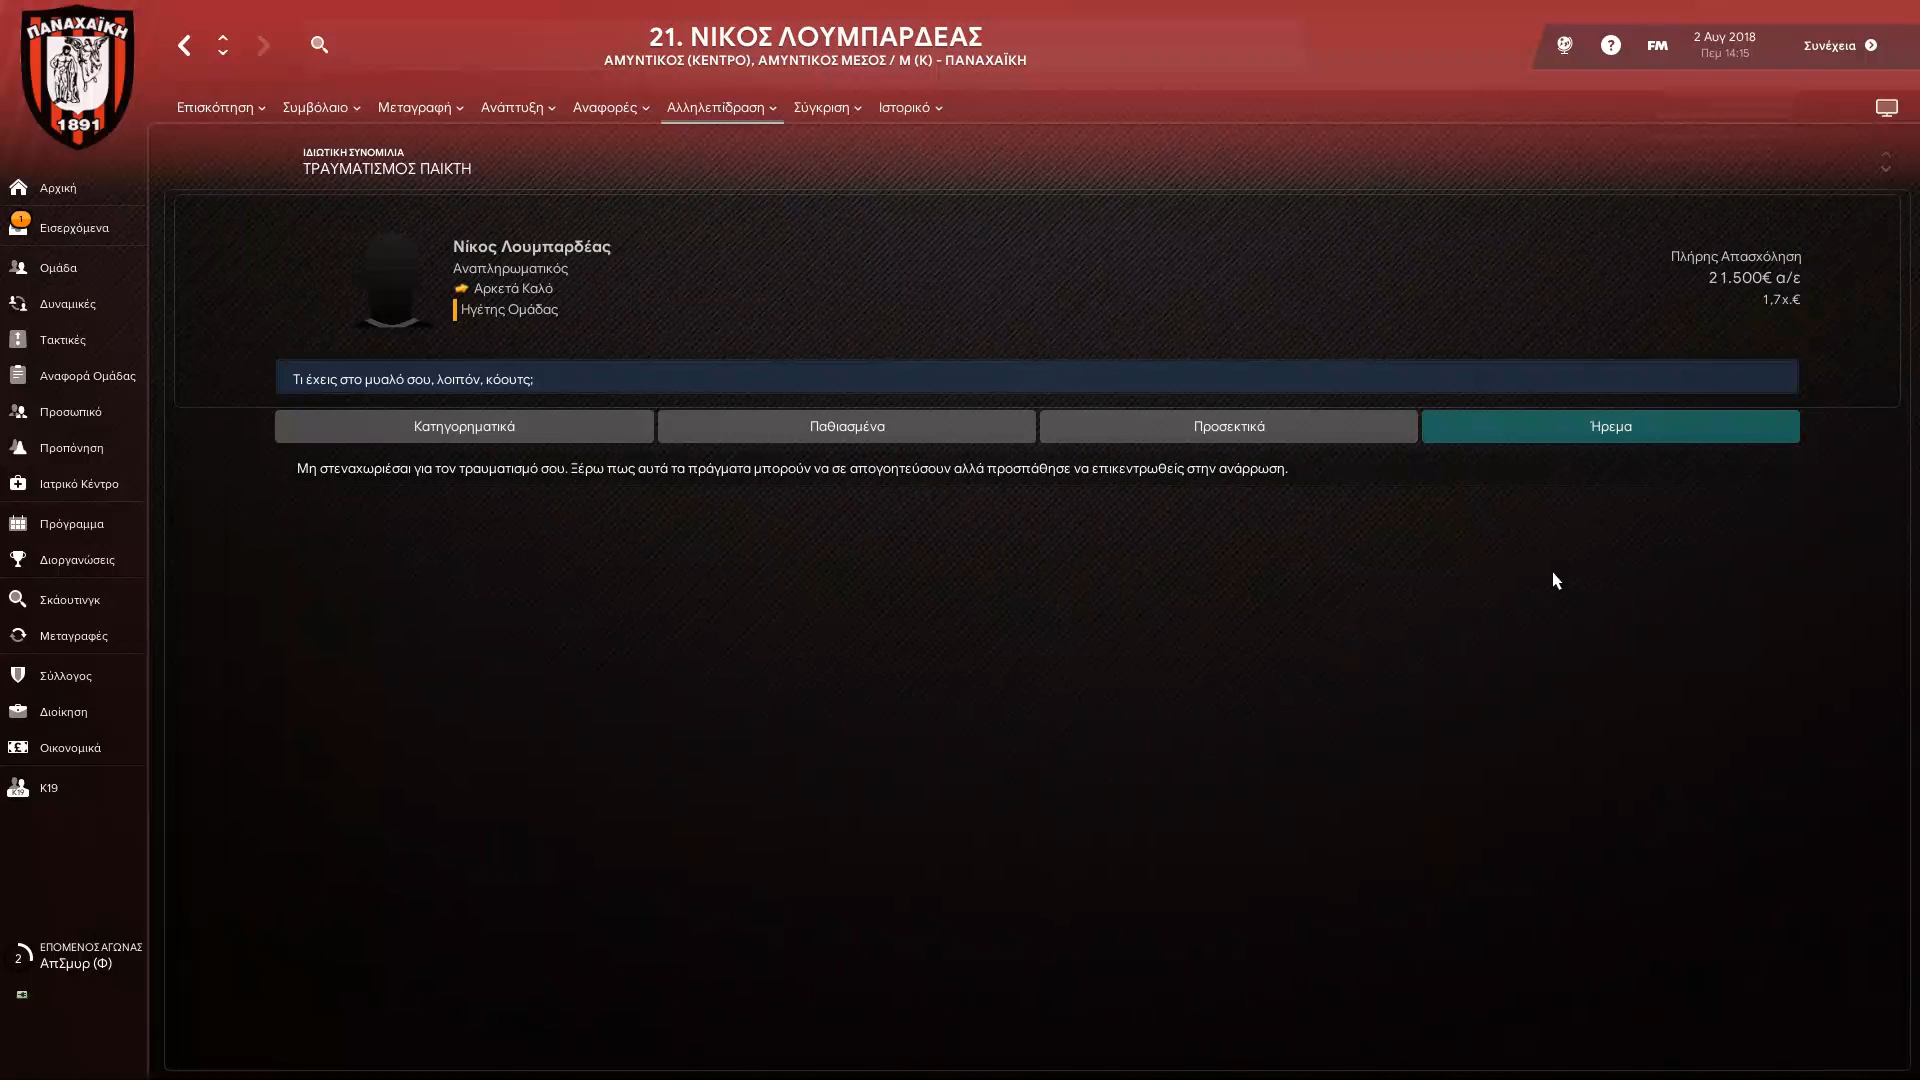 ΠΑΝΑΧΑΪΚΗ
1891
21. ΝΙΚΟΣ ΛΟΥΜΠΑΡΔΕΑΣ
ΑΜΥΝΤΙΚΟΣ (ΚΕΝΤΡΟ), ΑΜΥΝΤΙΚΟΣ ΜΕΣΟΣ / Μ (Κ) - ΠΑΝΑΧΑΪΚΗ
?
FM
2 Αυγ 2018
Πεμ 14:15
Συνέχεια
Επισκόπηση
Συμβόλαιο
Μεταγραφή
Ανάπτυξη
Αναφορές
Αλληλεπίδραση
Σύγκριση
Ιστορικό
ΙΔΙΩΤΙΚΗ ΣΥΝΟΜΙΛΙΑ
ΤΡΑΥΜΑΤΙΣΜΟΣ ΠΑΙΚΤΗ
Αρχική
1
Εισερχόμενα
Ομάδα
Δυναμικές
Τακτικές
Αναφορά Ομάδας
Προσωπικό
Προπόνηση
Ιατρικό Κέντρο
Πρόγραμμα
Διοργανώσεις
Σκάουτινγκ
Μεταγραφές
Σύλλογος
Διοίκηση
£
Οικονομικά
K19
K19
2
ΕΠΟΜΕΝΟΣ ΑΓΩΝΑΣ
ΑπΣμυρ (Φ)
Νίκος Λουμπαρδέας
Αναπληρωματικός
Αρκετά Καλό
Ηγέτης Ομάδας
Πλήρης Απασχόληση
21.500€ α/ε
1,7χ.€
Τι έχεις στο μυαλό σου, λοιπόν, κόουτς;
Κατηγορηματικά
Παθιασμένα
Προσεκτικά
Ήρεμα
Μη στεναχωριέσαι για τον τραυματισμό σου. Ξέρω πως αυτά τα πράγματα μπορούν να σε απογοητεύσουν αλλά προσπάθησε να επικεντρωθείς στην ανάρρωση.